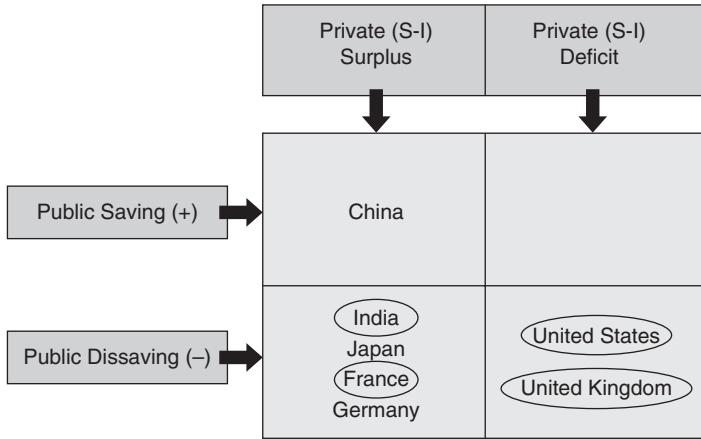 Private (S-I)
Surplus
Private (S-I)
Deficit
Public Saving (+)
China
Public Dissaving (–)
India
Japan
France
Germany
United States
United Kingdom